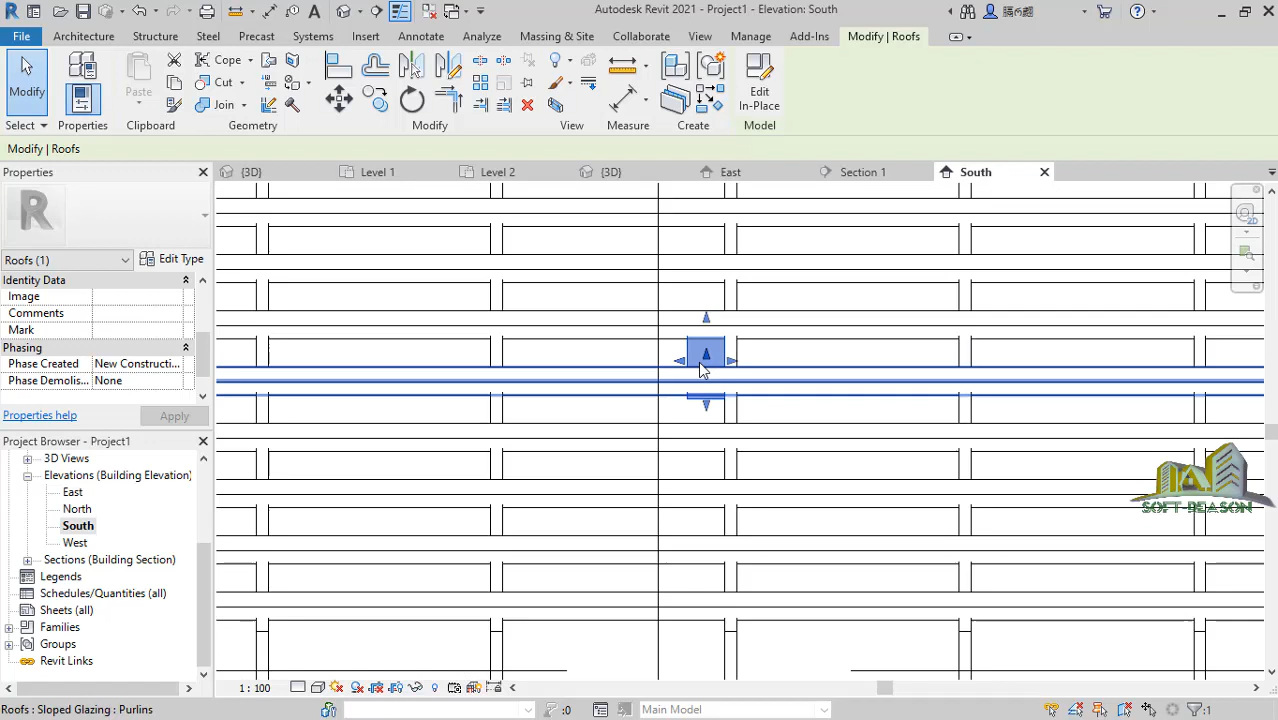 Autodesk Revit 2021 - Project1 - Elevation: South
File Architecture Structure Steel Precast Systems Insert Annotate Analyze Massing & Site Collaborate View Manage Add-Ins Modify | Roofs
Modify Paste Cope Cut Join Edit In-Place
Select Properties Clipboard Geometry Modify View Measure Create Model
Modify | Roofs
Properties
{3D} Level 1 Level 2 {3D} East Section 1 South
2D
R
Roofs (1) Edit Type
Identity Data
Image
Comments
Mark
Phasing
Phase Created New Constructi...
Phase Demolis... None
Properties help Apply
Project Browser - Project1
3D Views
Elevations (Building Elevation)
East
North
South
West
Sections (Building Section)
Legends
Schedules/Quantities (all)
Sheets (all)
Families
Groups
Revit Links
SOFT-REASON
1 : 100
Roofs : Sloped Glazing : Purlins :0 Main Model :1